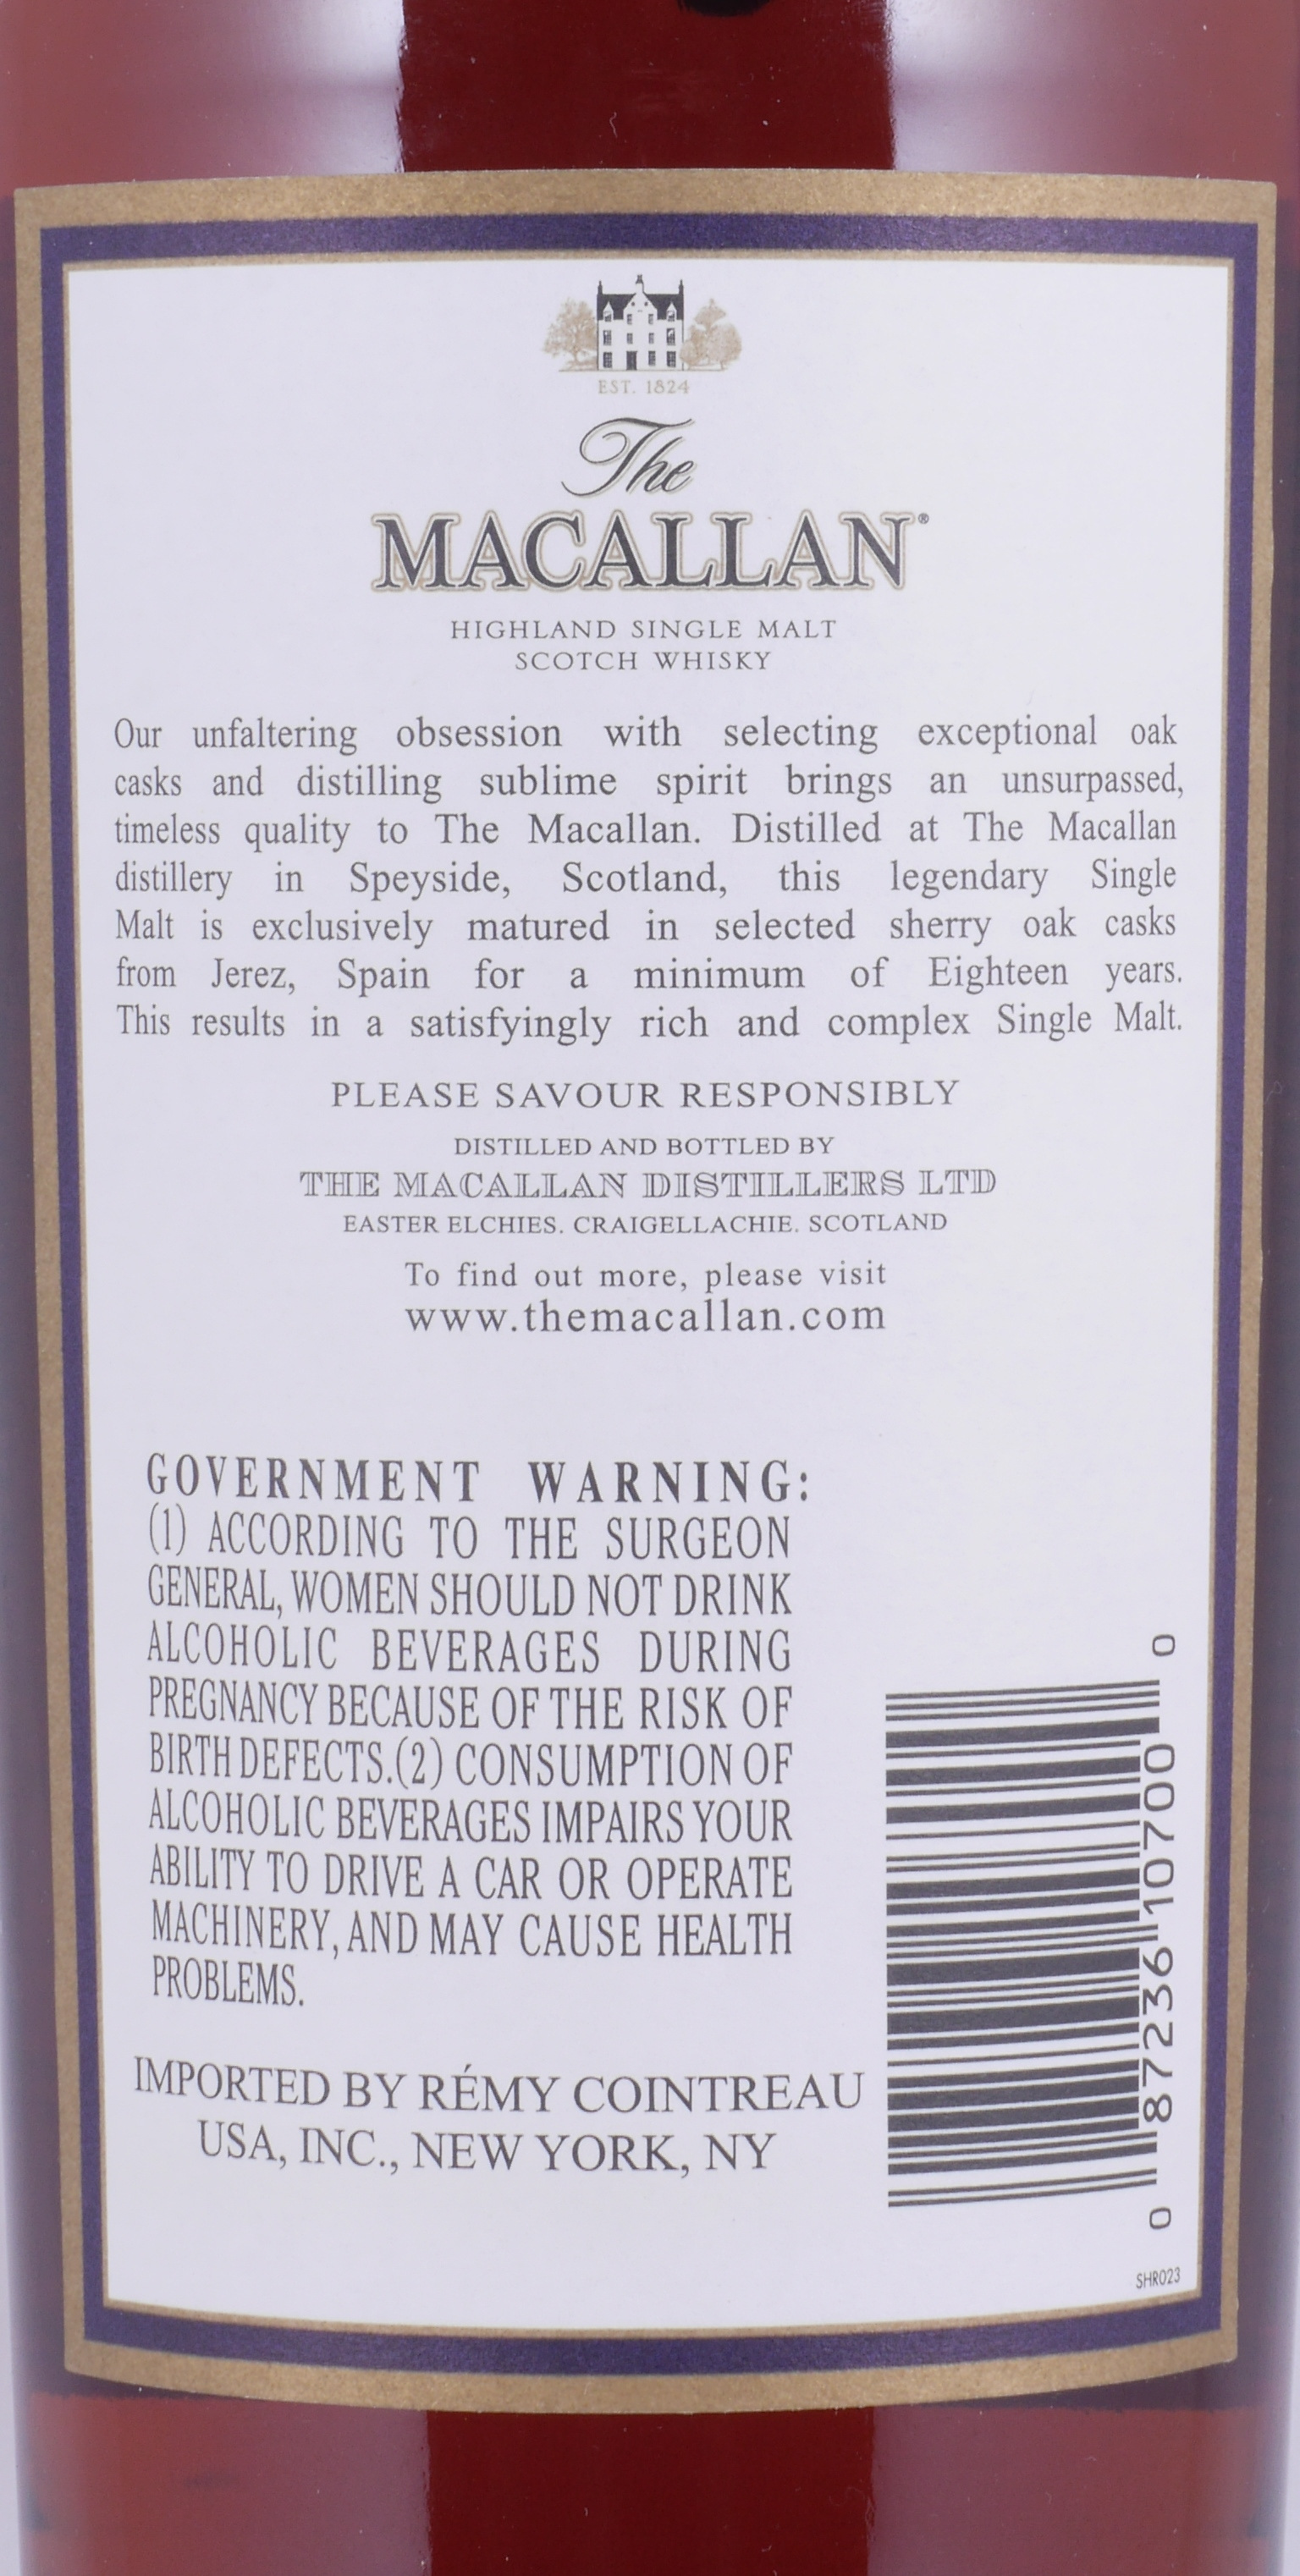 EST. 1824
The
MACALLAN®
HIGHLAND SINGLE MALT
SCOTCH WHISKY
Our unfaltering obsession with selecting exceptional oak
casks and distilling sublime spirit brings an unsurpassed,
timeless quality to The Macallan. Distilled at The Macallan
distillery in Speyside, Scotland, this legendary Single
Malt is exclusively matured in selected sherry oak casks
from Jerez, Spain for a minimum of Eighteen years.
This results in a satisfyingly rich and complex Single Malt.
PLEASE SAVOUR RESPONSIBLY
DISTILLED AND BOTTLED BY
THE MACALLAN DISTILLERS LTD
EASTER ELCHIES. CRAIGELLACHIE. SCOTLAND
To find out more, please visit
www.themacallan.com
GOVERNMENT WARNING:
(1) ACCORDING TO THE SURGEON
GENERAL, WOMEN SHOULD NOT DRINK
ALCOHOLIC BEVERAGES DURING
PREGNANCY BECAUSE OF THE RISK OF
BIRTH DEFECTS.(2) CONSUMPTION OF
ALCOHOLIC BEVERAGES IMPAIRS YOUR
ABILITY TO DRIVE A CAR OR OPERATE
MACHINERY, AND MAY CAUSE HEALTH
PROBLEMS.
IMPORTED BY RÉMY COINTREAU
USA, INC., NEW YORK, NY
0 87236 10700 0
SHR023